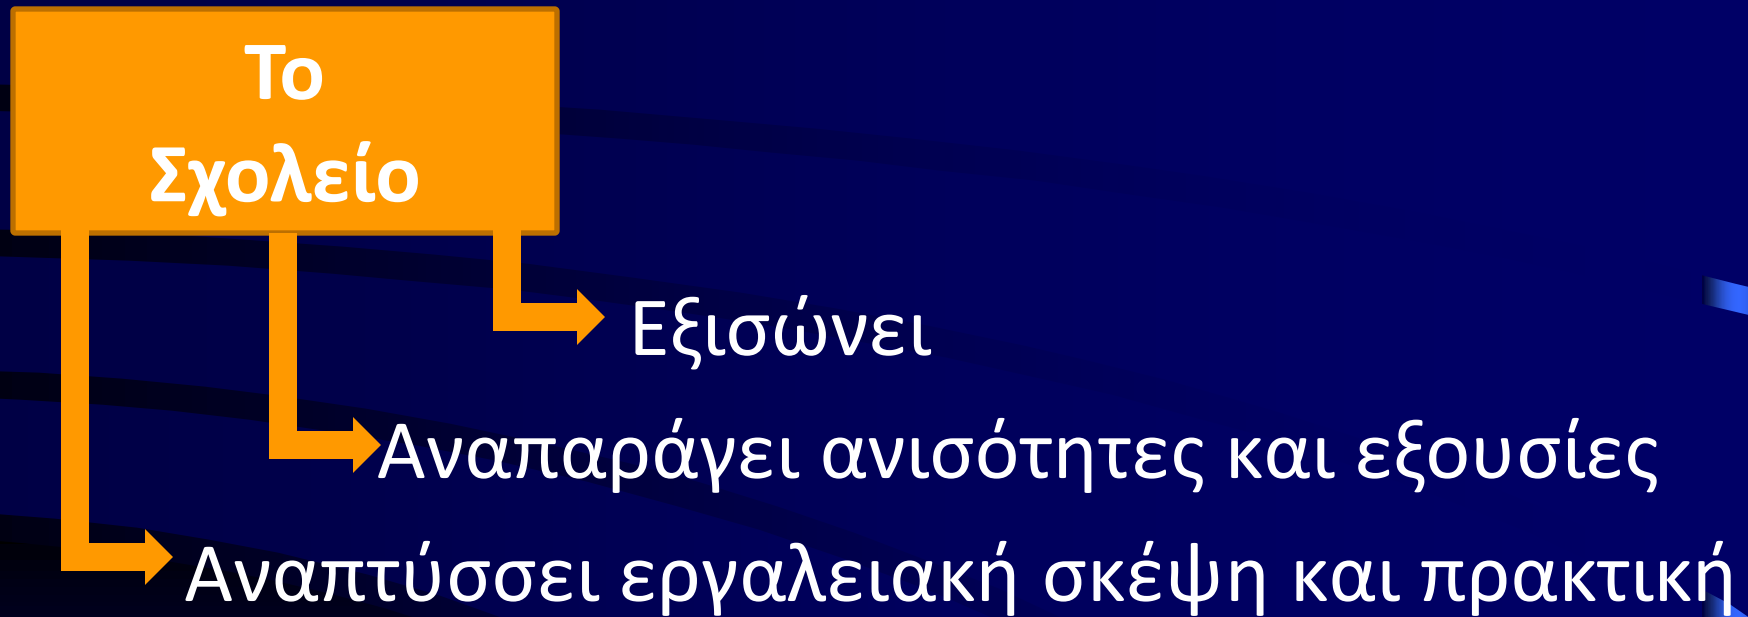 Το
Σχολείο
Εξισώνει
Αναπαράγει ανισότητες και εξουσίες
Αναπτύσσει εργαλειακή σκέψη και πρακτική